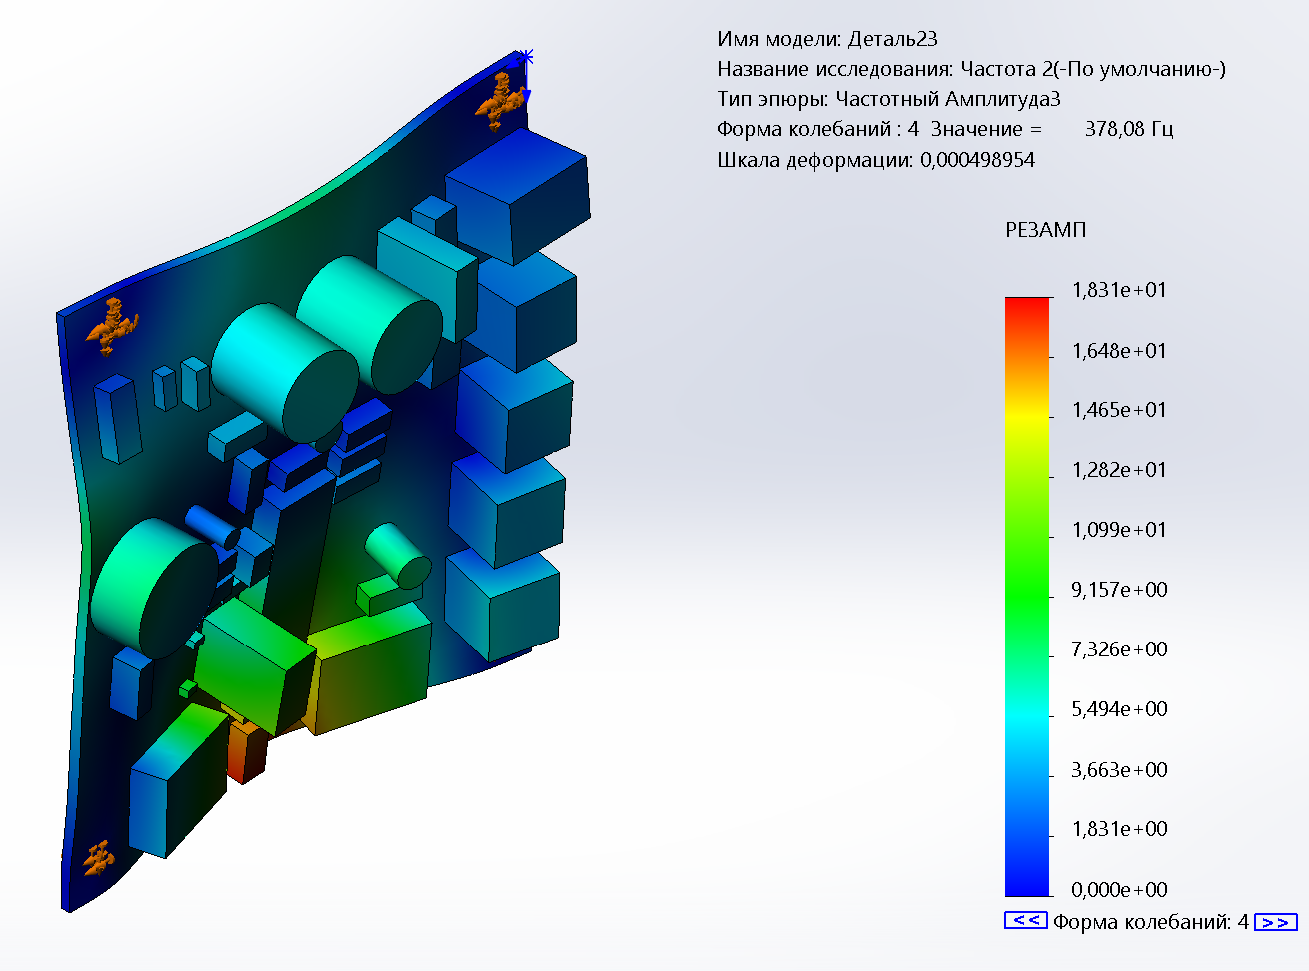 Имя модели: Деталь23
Название исследования: Частота 2(-По умолчанию-)
Тип эпюры: Частотный Амплитуда3
Форма колебаний : 4 Значение = 378,08 Гц
Шкала деформации: 0,000498954
РЕЗАМП
1,831e+01
1,648e+01
1,465e+01
1,282e+01
1,099e+01
9,157e+00
7,326e+00
5,494e+00
3,663e+00
1,831e+00
0,000e+00
<< Форма колебаний: 4 >>